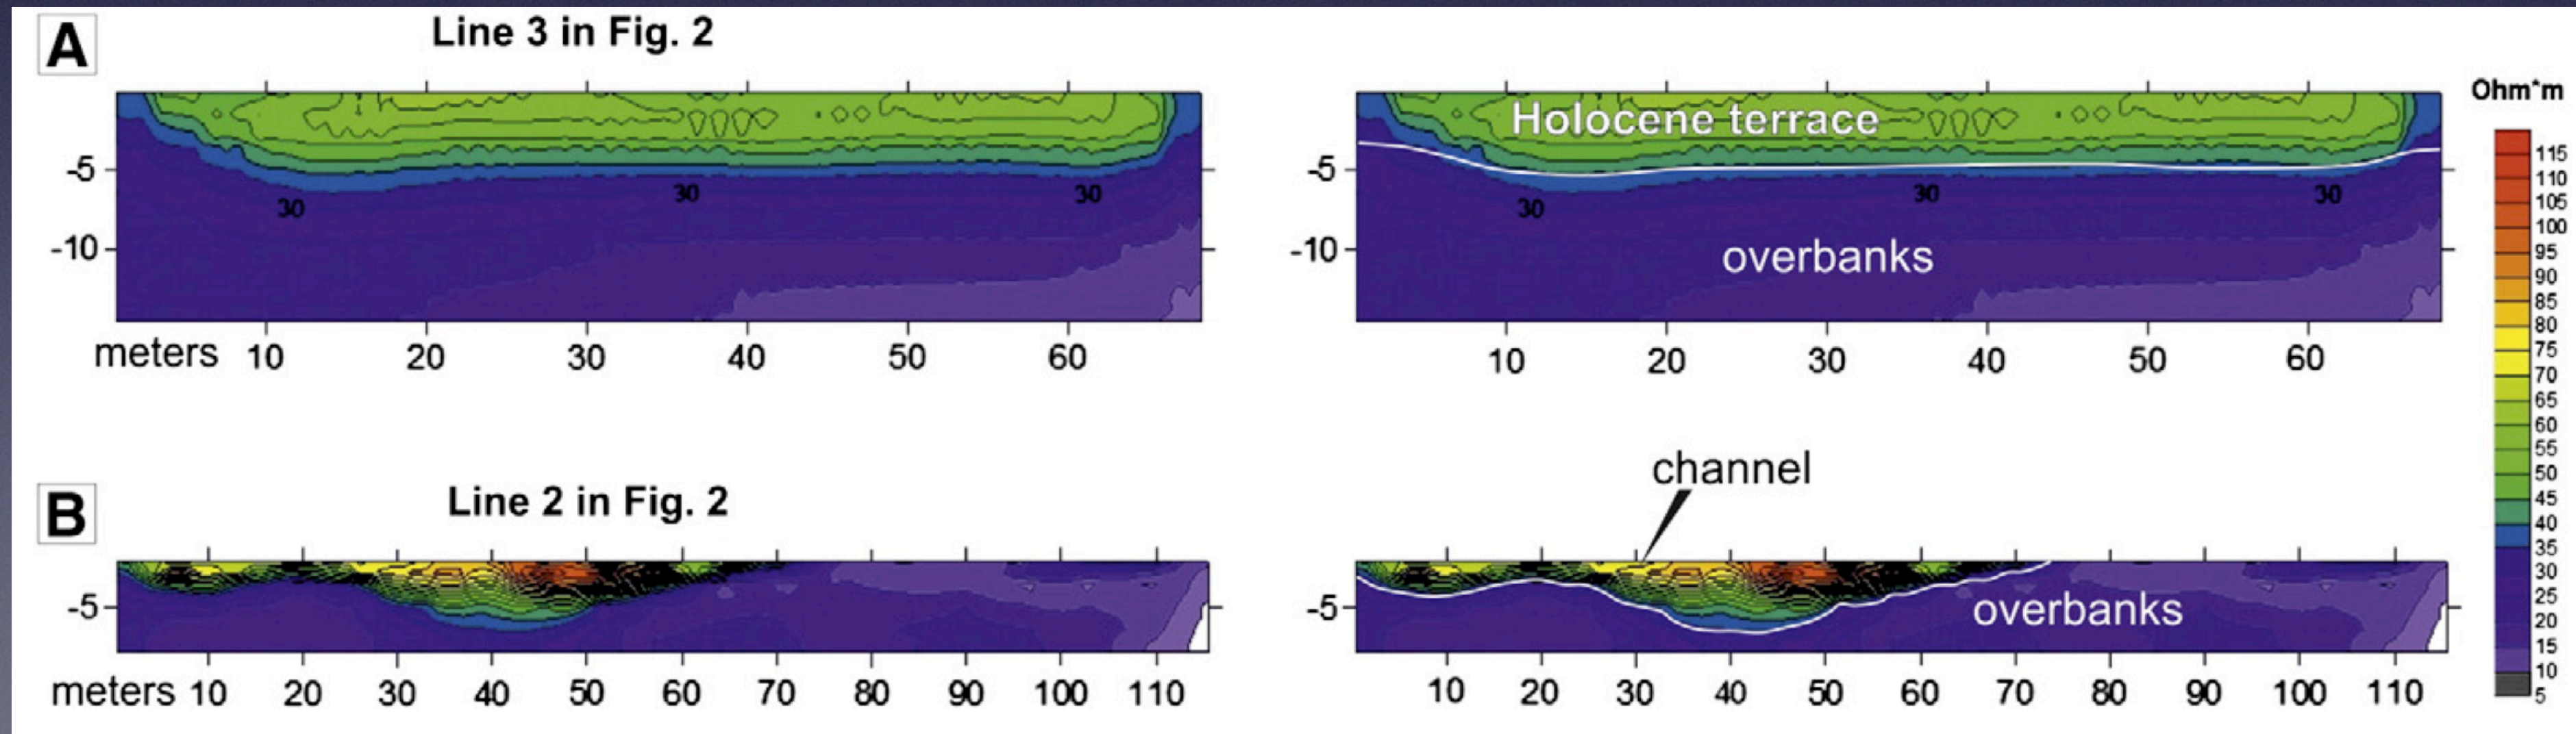 A
Line 3 in Fig. 2
-5
-10
30
30
30
meters 10 20 30 40 50 60
Holocene terrace
-5
-10
30
30
30
overbanks
10 20 30 40 50 60
Ohm*m
115
110
105
100
95
90
85
80
75
70
65
60
55
50
45
40
35
30
25
20
15
10
5
B
Line 2 in Fig. 2
-5
meters 10 20 30 40 50 60 70 80 90 100 110
channel
-5
overbanks
10 20 30 40 50 60 70 80 90 100 110